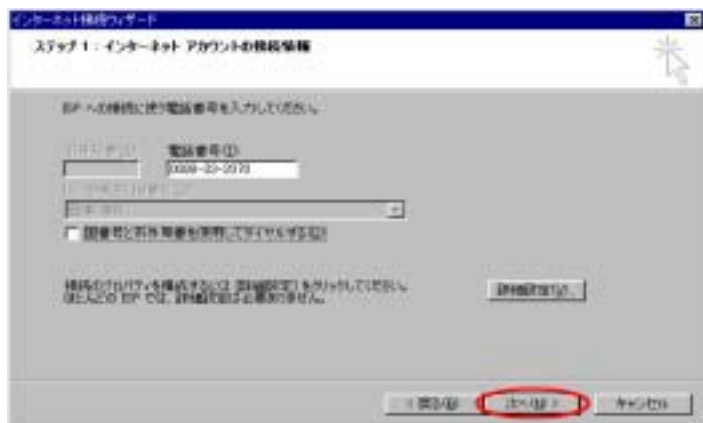 インターネット接続ウィザード
ステップ 1 : インターネット アカウントの接続情報
ISP への接続に使う電話番号を入力してください。
電話番号(T):
市外局番(A):
国番号と市外局番を使用してダイヤルする(U)
接続のプロパティを構成するには [詳細設定] をクリックしてください。
ほとんどの ISP では、詳細設定は必要ありません。
詳細設定(V)...
< 戻る(B)
次へ(N) >
キャンセル